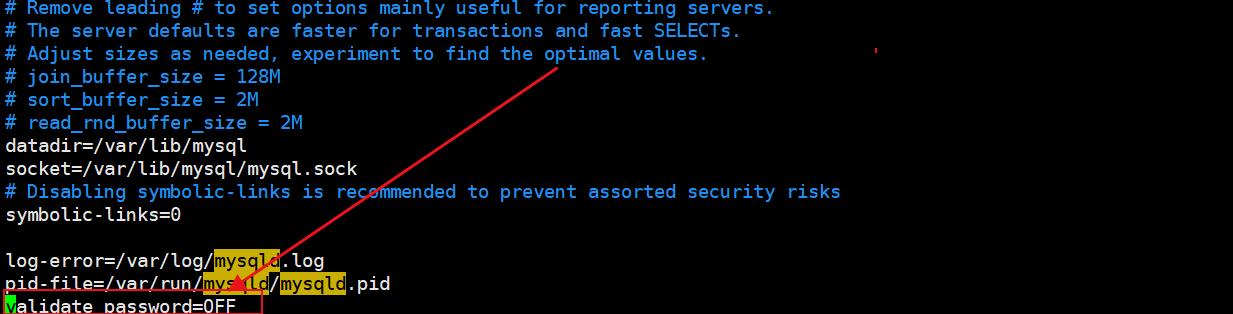 # Remove leading # to set options mainly useful for reporting servers.
# The server defaults are faster for transactions and fast SELECTs.
# Adjust sizes as needed, experiment to find the optimal values.
# join_buffer_size = 128M
# sort_buffer_size = 2M
# read_rnd_buffer_size = 2M
datadir=/var/lib/mysql
socket=/var/lib/mysql/mysql.sock
# Disabling symbolic-links is recommended to prevent assorted security risks
symbolic-links=0
log-error=/var/log/mysqld.log
pid-file=/var/run/mysqld/mysqld.pid
validate_password=OFF